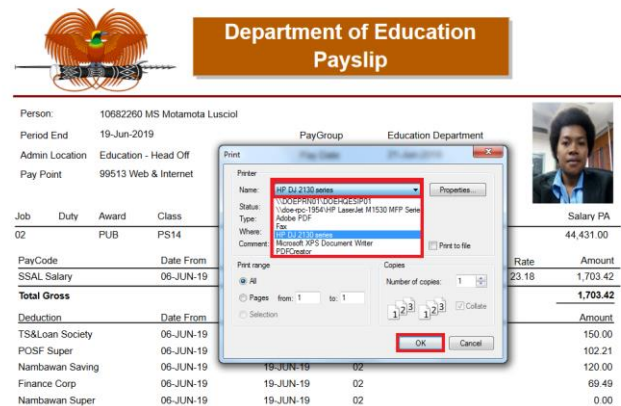 Department of Education
Payslip
Person: 10682260 MS Motamota Lusciol
Period End 19-Jun-2019 PayGroup Education Department
Admin Location Education - Head Off
Pay Point 99513 Web & Internet
Print
Printer
Name: HP DJ 2130 series Properties...
Status: \\DOEPRN01\DOEHQESIP01
\\doe-rpc-1954\HP LaserJet M1530 MFP Serie
Type: Adobe PDF
Fax
Where: HP DJ 2130 series
Comment: Microsoft XPS Document Writer Print to file
PDFCreator
Print range Copies
All Number of copies: 1
Pages from: 1 to: 1
Selection 1 2 3 1 2 3 Collate
OK Cancel
Job Duty Award Class Salary PA
02 PUB PS14 44,431.00
PayCode Date From Rate Amount
SSAL Salary 06-JUN-19 23.18 1,703.42
Total Gross 1,703.42
Deduction Date From Amount
TS&Loan Society 06-JUN-19 150.00
POSF Super 06-JUN-19 102.21
Nambawan Saving 06-JUN-19 19-JUN-19 02 120.00
Finance Corp 06-JUN-19 19-JUN-19 02 69.49
Nambawan Super 06-JUN-19 19-JUN-19 02 0.00